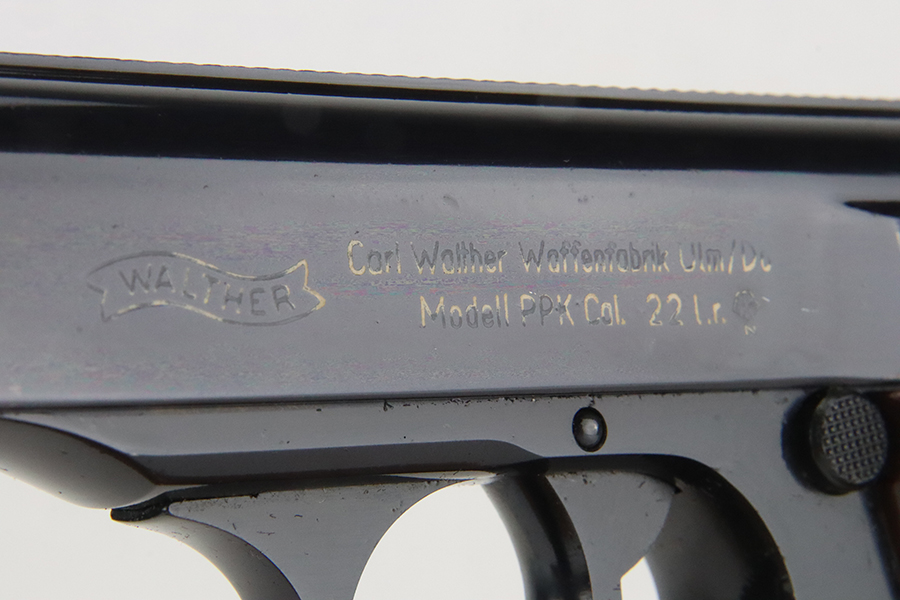 WALTHER
Carl Walther Waffenfabrik Ulm/Do
Modell PPK Cal. 22 l.r.
N